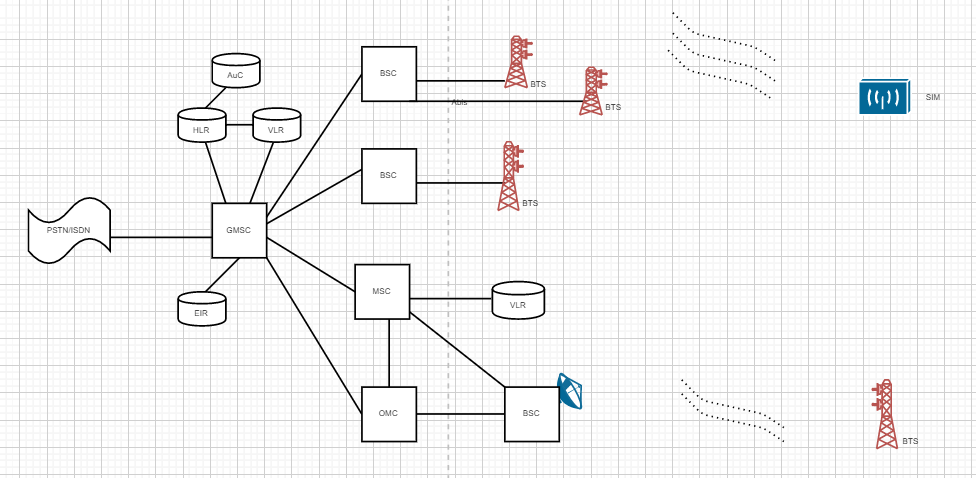 AuC
BSC
BTS
Abis
BTS
SIM
HLR
VLR
BSC
BTS
PSTN/ISDN
GMSC
MSC
VLR
EIR
OMC
BSC
BTS